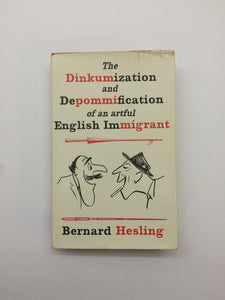 The
Dinkumization
and
Depommification
of an artful
English Immigrant
Bernard Hesling